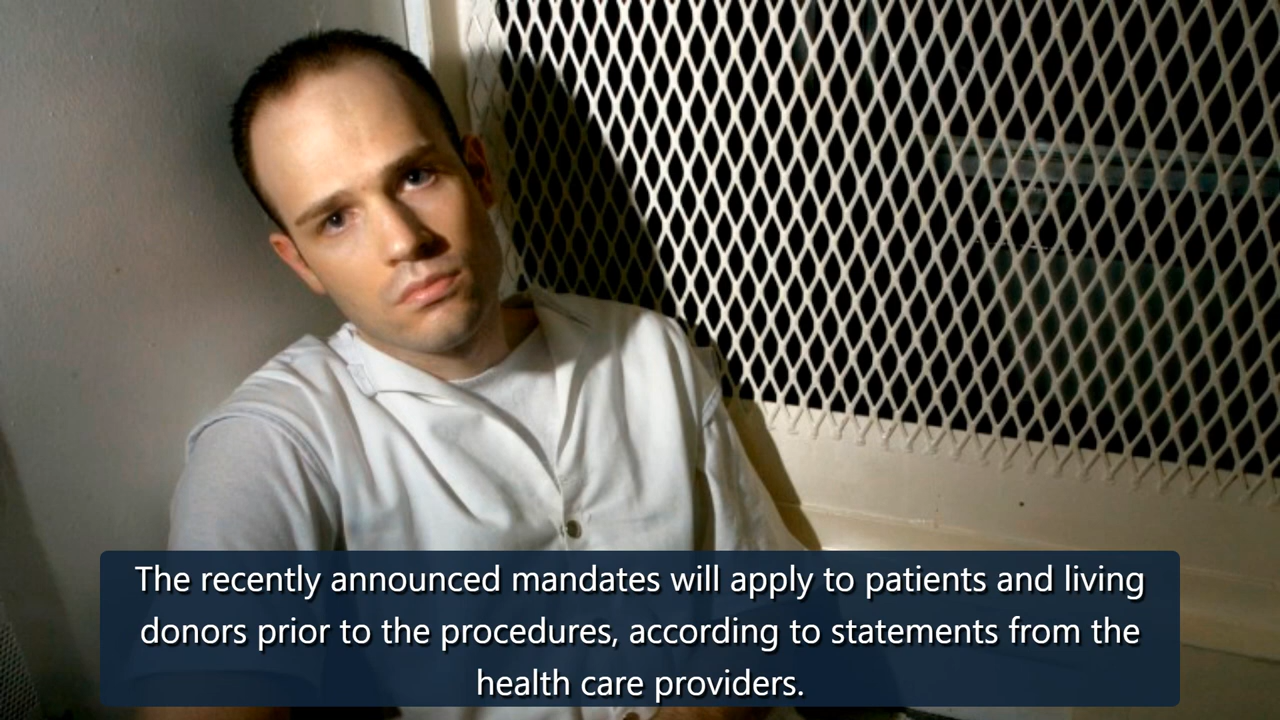 The recently announced mandates will apply to patients and living
donors prior to the procedures, according to statements from the
health care providers.